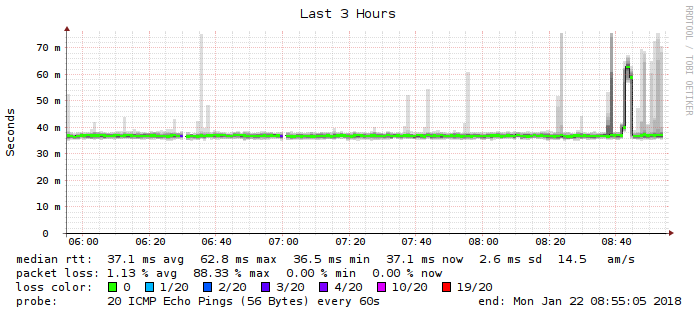 Last 3 Hours
RRDTOOL / TOBI OETIKER
Seconds
70 m
60 m
50 m
40 m
30 m
20 m
10 m
0
06:00 06:20 06:40 07:00 07:20 07:40 08:00 08:20 08:40
median rtt: 37.1 ms avg 62.8 ms max 36.5 ms min 37.1 ms now 2.6 ms sd 14.5 am/s
packet loss: 1.13 % avg 88.33 % max 0.00 % min 0.00 % now
loss color: 0 1/20 2/20 3/20 4/20 10/20 19/20
probe: 20 ICMP Echo Pings (56 Bytes) every 60s end: Mon Jan 22 08:55:05 2018